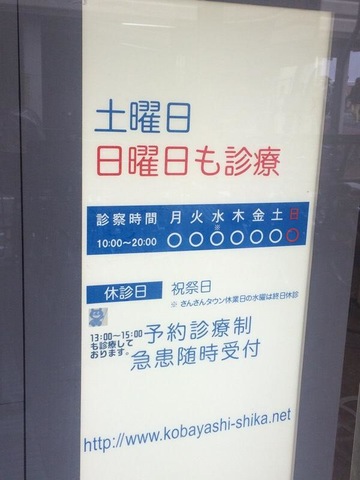 土曜日
日曜日も診療
診察時間 月 火 水 木 金 土 日
※
10:00~20:00 ○ ○ ○ ○ ○ ○ ○
休診日 祝祭日
※ さんさんタウン休業日の水曜は終日休診
13:00~15:00
も診療して
おります。
予約診療制
急患随時受付
http://www.kobayashi-shika.net